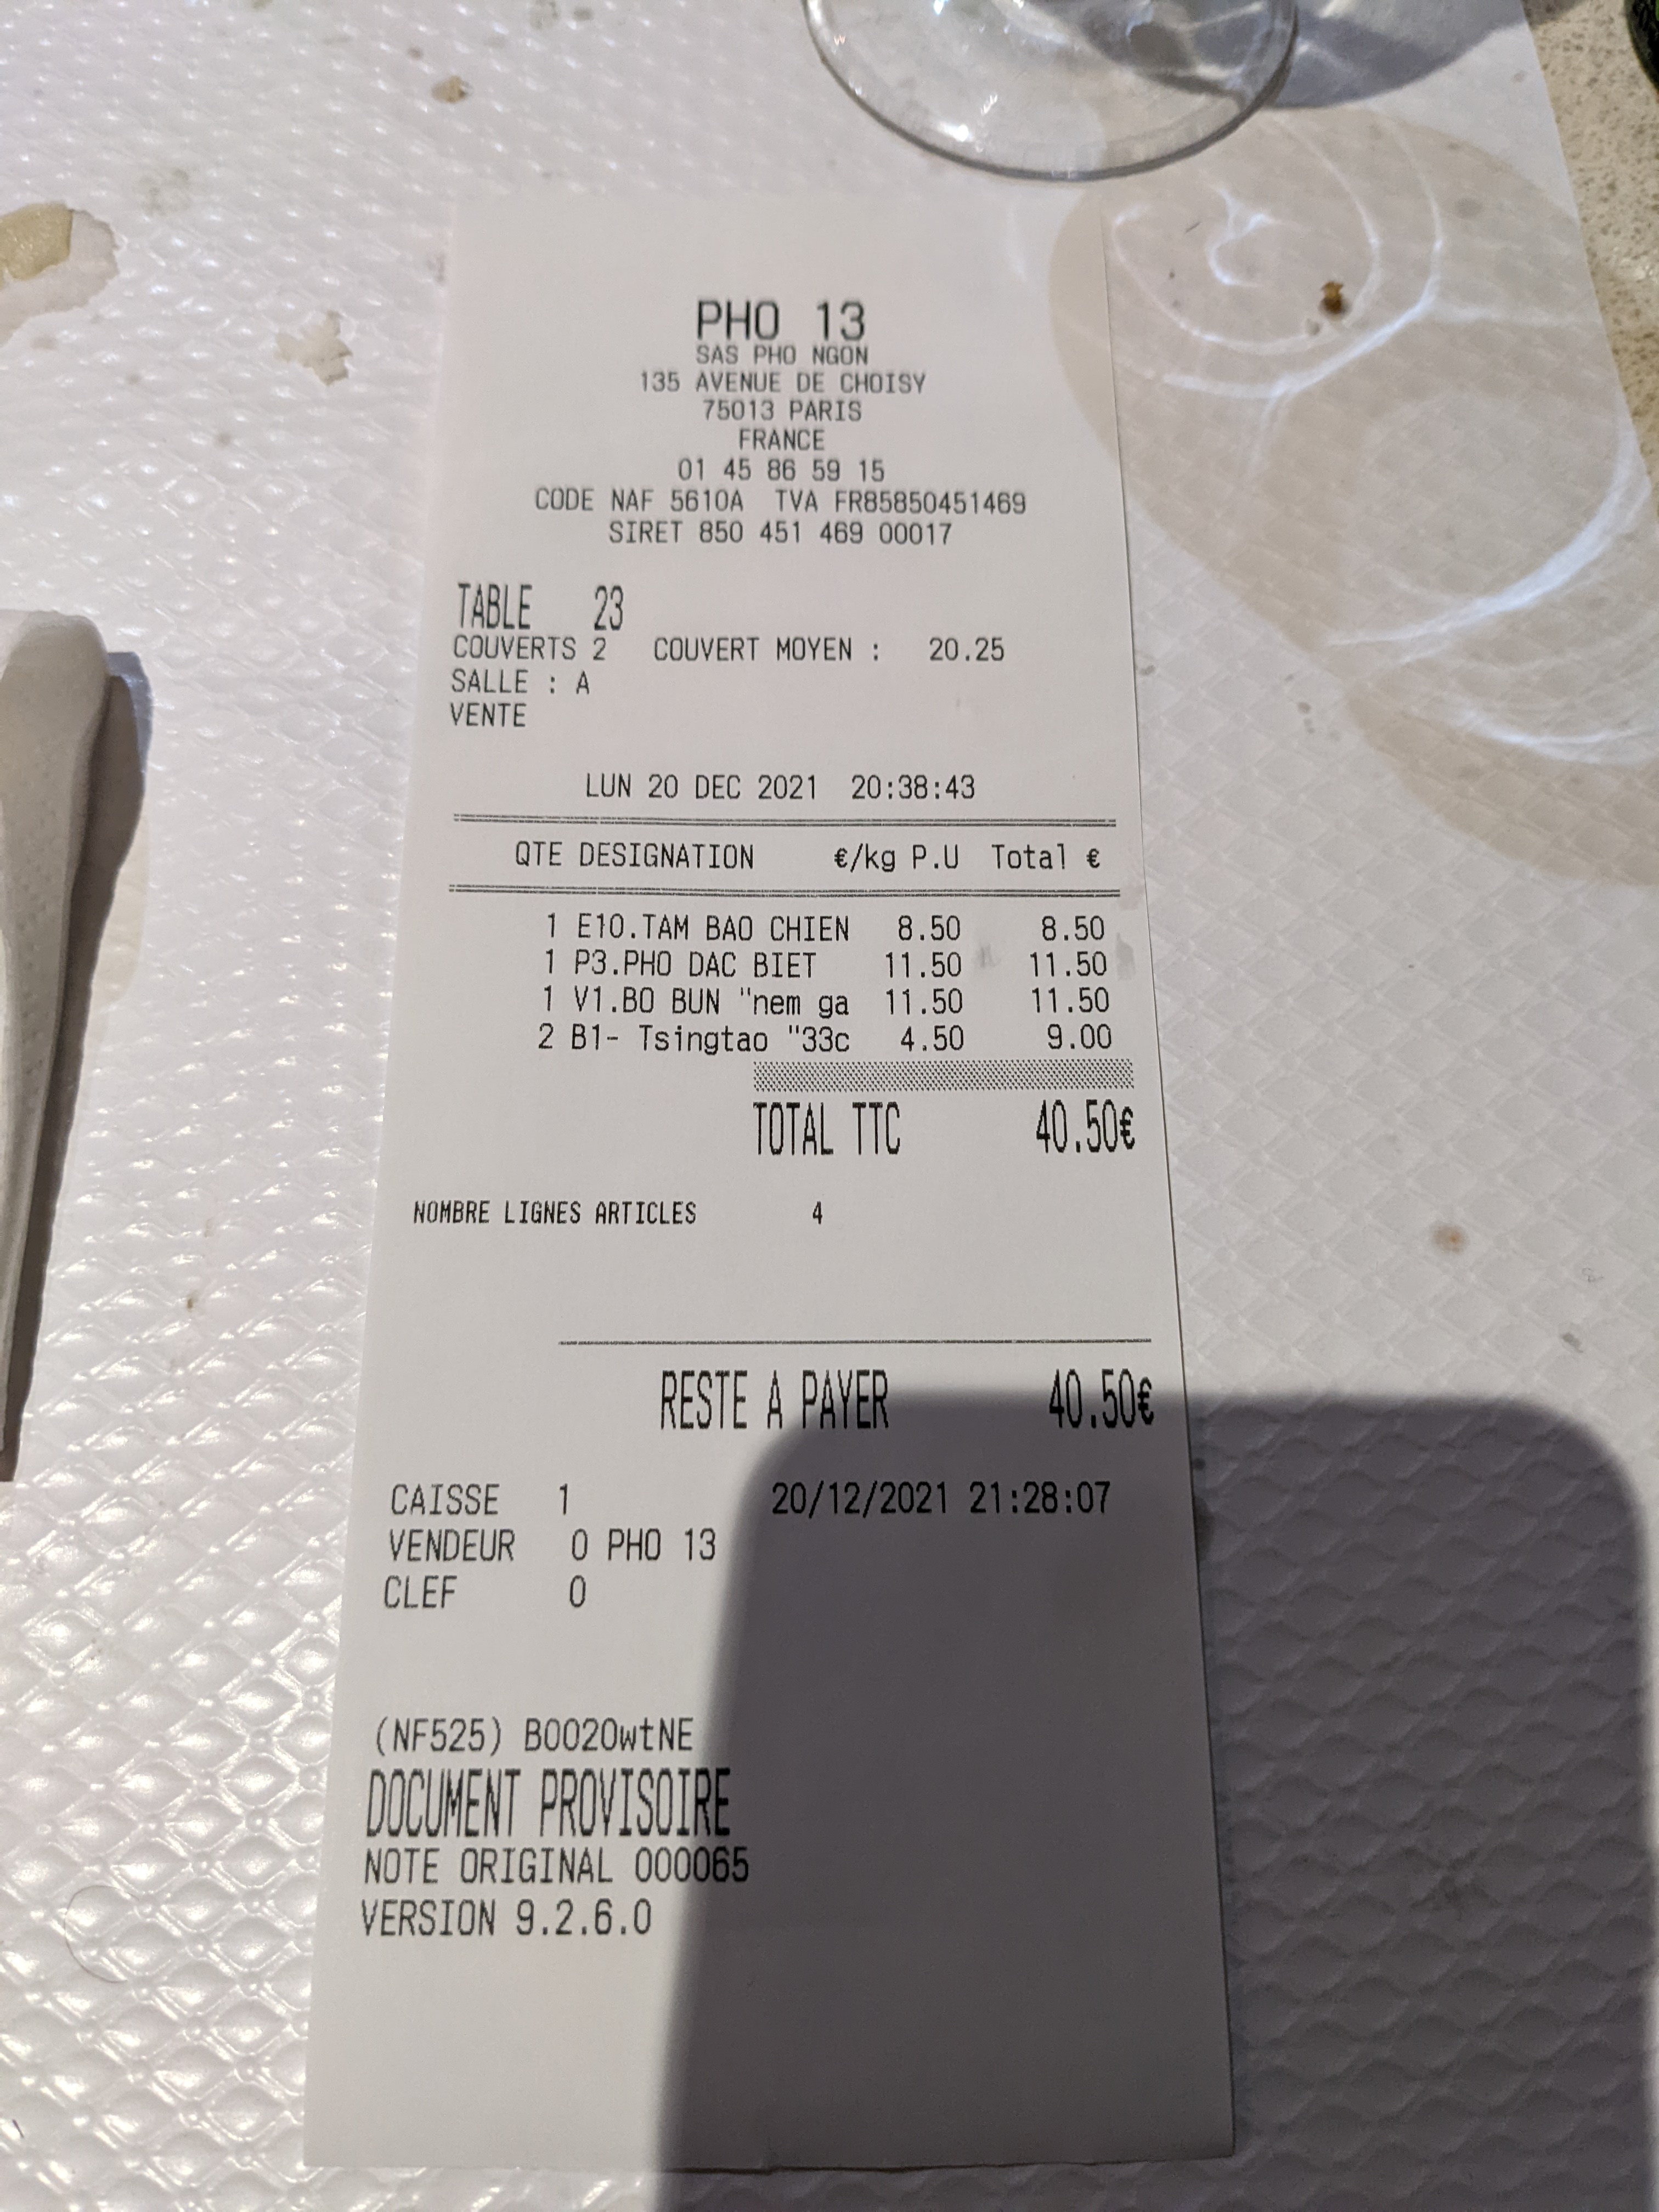 PHO 13
SAS PHO NGON
135 AVENUE DE CHOISY
75013 PARIS
FRANCE
01 45 86 59 15
CODE NAF 5610A TVA FR85850451469
SIRET 850 451 469 00017
TABLE 23
COUVERTS 2 COUVERT MOYEN : 20.25
SALLE : A
VENTE
LUN 20 DEC 2021 20:38:43
QTE DESIGNATION €/kg P.U Total €
1 E10.TAM BAO CHIEN 8.50 8.50
1 P3.PHO DAC BIET 11.50 11.50
1 V1.BO BUN "nem ga 11.50 11.50
2 B1- Tsingtao "33c 4.50 9.00
TOTAL TTC 40.50€
NOMBRE LIGNES ARTICLES 4
RESTE A PAYER 40.50€
CAISSE 1 20/12/2021 21:28:07
VENDEUR 0 PHO 13
CLEF 0
(NF525) B0020wtNE
DOCUMENT PROVISOIRE
NOTE ORIGINAL 000065
VERSION 9.2.6.0